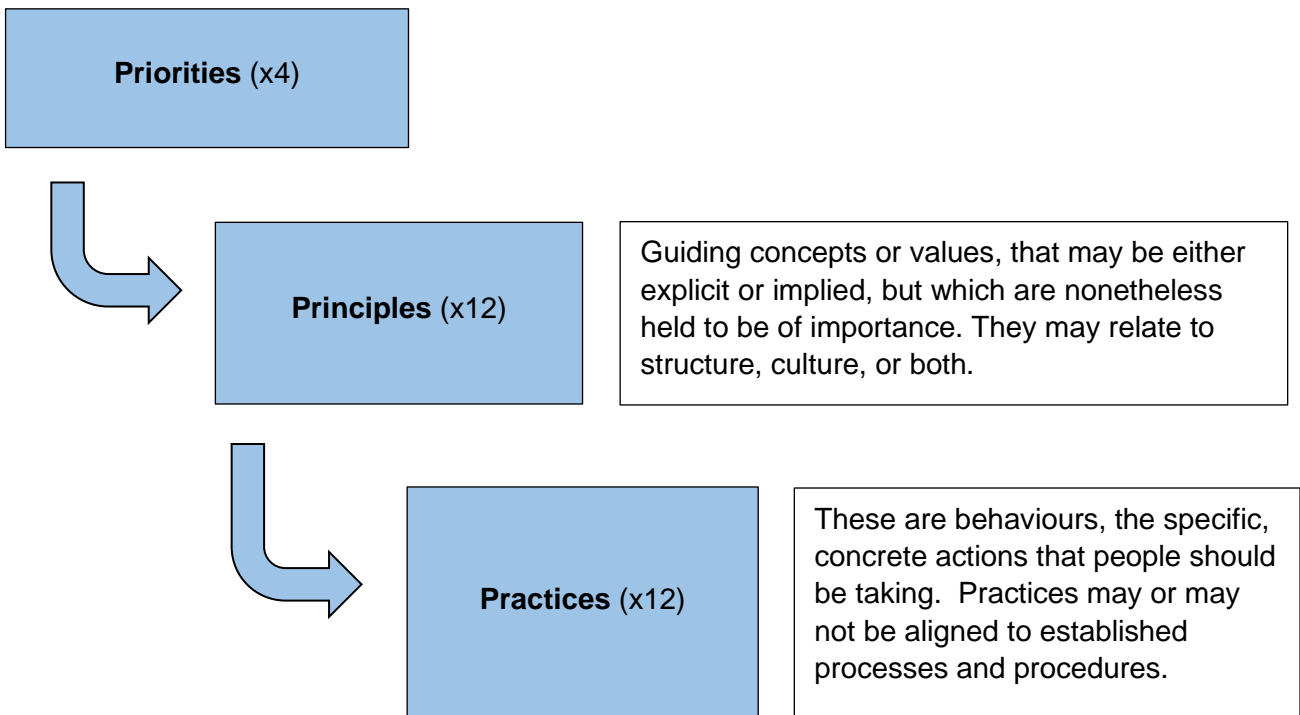 Priorities (x4)
Principles (x12)
Guiding concepts or values, that may be either
explicit or implied, but which are nonetheless
held to be of importance. They may relate to
structure, culture, or both.
Practices (x12)
These are behaviours, the specific,
concrete actions that people should
be taking.  Practices may or may
not be aligned to established
processes and procedures.